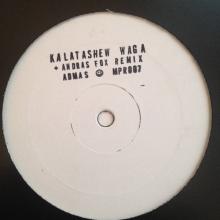 KALATASHEW WAGA
+ ANDRAS FOX REMIX
ADMAS ℗ MPR007